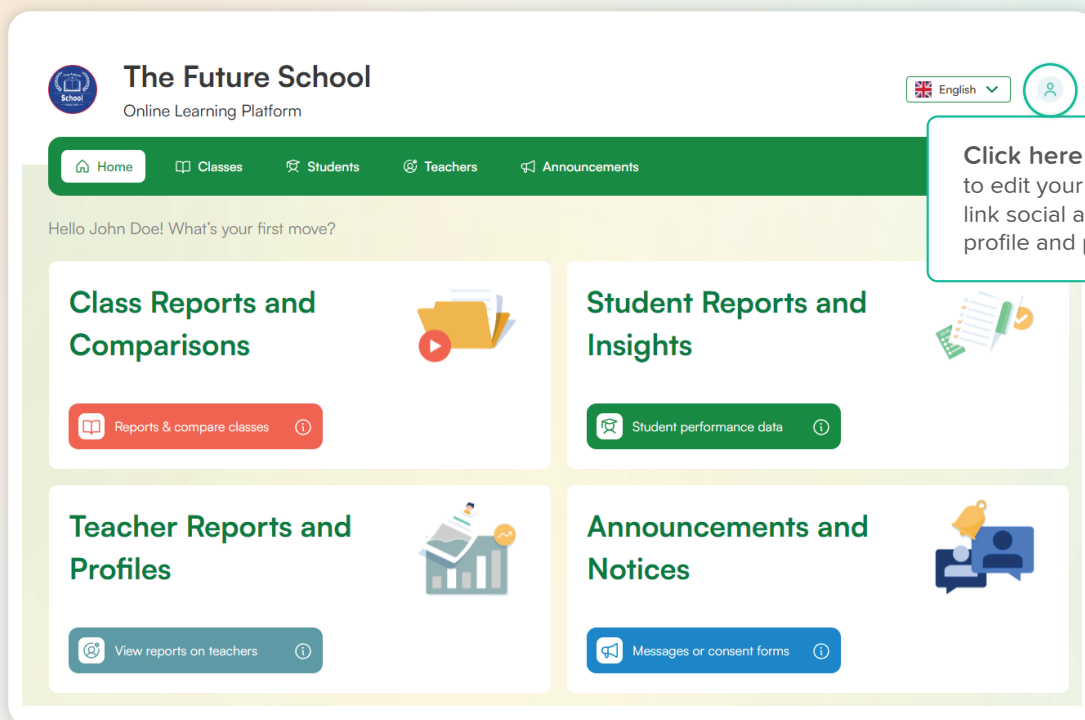 The Future School
Online Learning Platform
School
English
Home
Classes
Students
Teachers
Announcements
Click here
to edit your
link social a
profile and p
Hello John Doe! What's your first move?
Class Reports and
Comparisons
Reports & compare classes
Student Reports and
Insights
Student performance data
Teacher Reports and
Profiles
View reports on teachers
Announcements and
Notices
Messages or consent forms